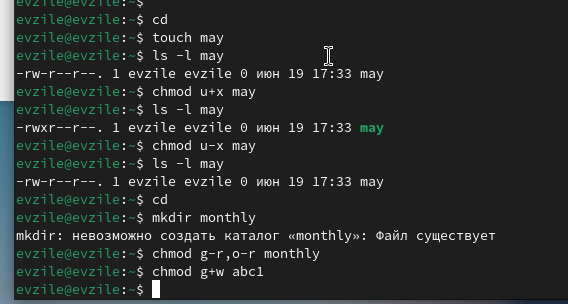 evzile@evzile:~$
evzile@evzile:~$ cd
evzile@evzile:~$ touch may
evzile@evzile:~$ ls -l may
-rw-r--r--. 1 evzile evzile 0 июн 19 17:33 may
evzile@evzile:~$ chmod u+x may
evzile@evzile:~$ ls -l may
-rwxr--r--. 1 evzile evzile 0 июн 19 17:33 may
evzile@evzile:~$ chmod u-x may
evzile@evzile:~$ ls -l may
-rw-r--r--. 1 evzile evzile 0 июн 19 17:33 may
evzile@evzile:~$ cd
evzile@evzile:~$ mkdir monthly
mkdir: невозможно создать каталог «monthly»: Файл существует
evzile@evzile:~$ chmod g-r,o-r monthly
evzile@evzile:~$ chmod g+w abc1
evzile@evzile:~$